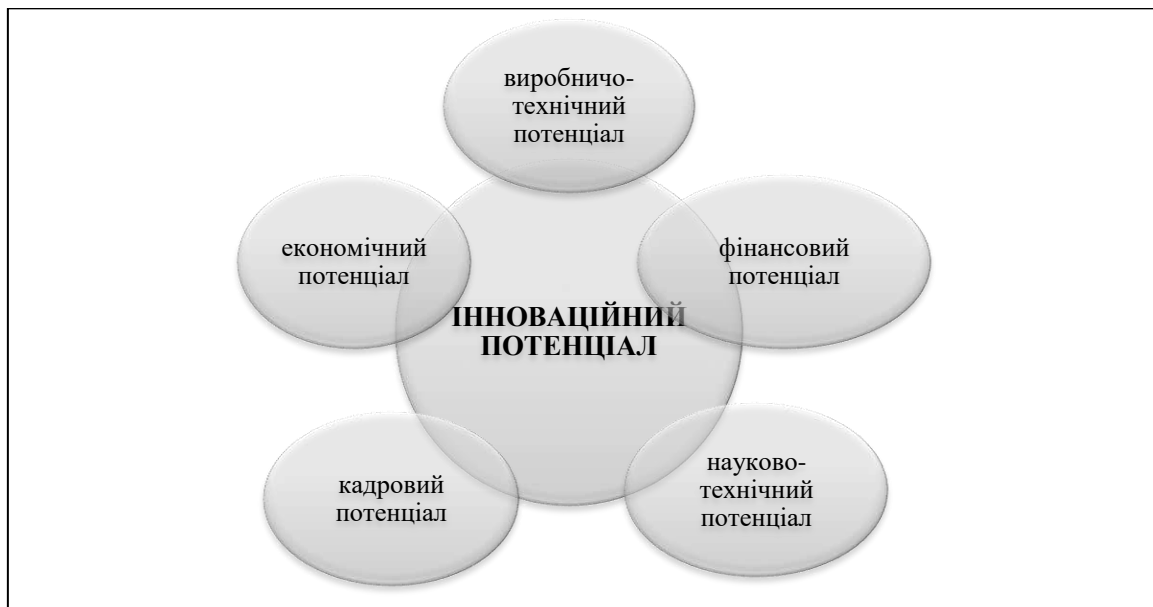 виробничо-
технічний
потенціал
економічний
потенціал
фінансовий
потенціал
ІННОВАЦІЙНИЙ
ПОТЕНЦІАЛ
кадровий
потенціал
науково-
технічний
потенціал